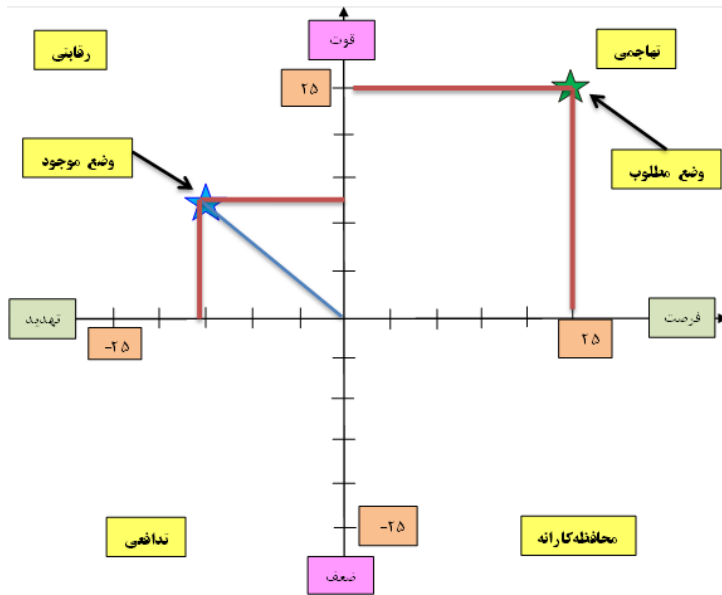 قوت
تهاجمی
رقابتی
۲۵
وضع موجود
وضع مطلوب
فرصت
تهدید
۲۵
-۲۵
-۲۵
محافظه‌کارانه
تدافعی
ضعف